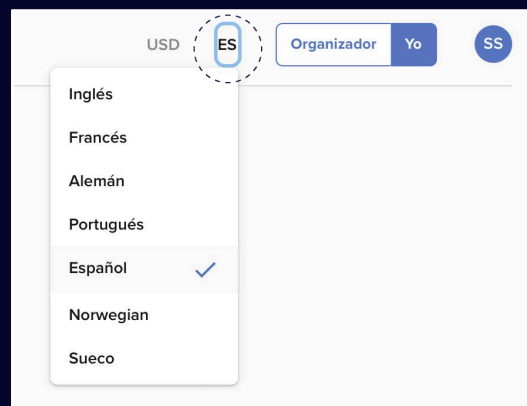 USD ES Organizador Yo SS
Inglés
Francés
Alemán
Portugués
Español
Norwegian
Sueco